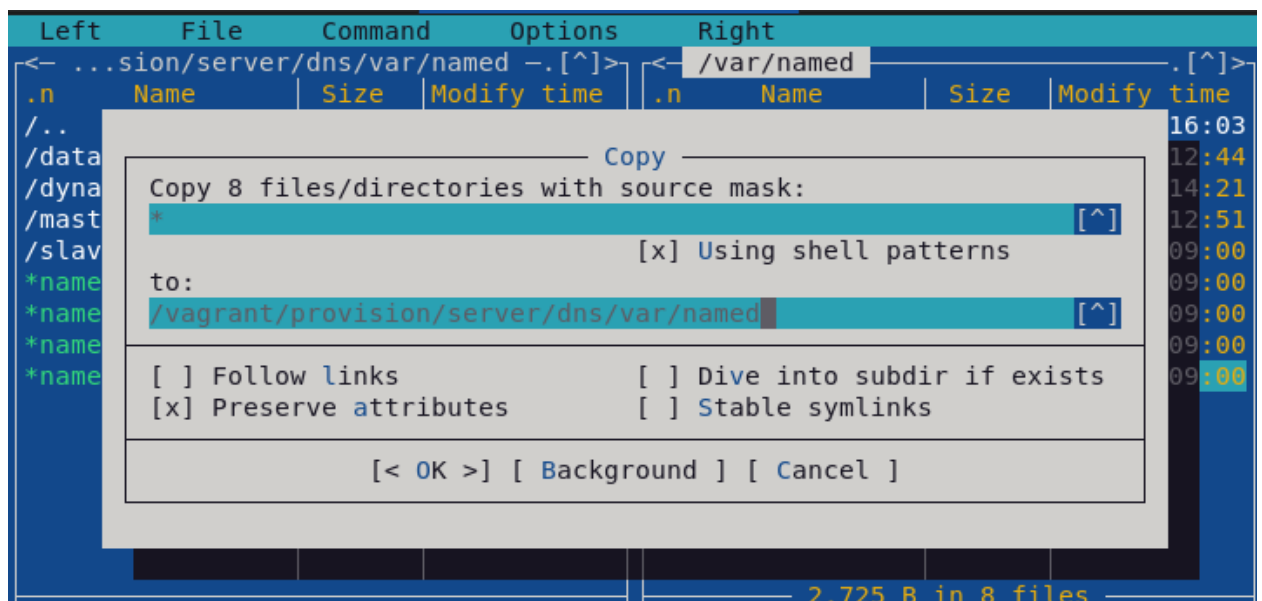 Left File Command Options Right
<— ...sion/server/dns/var/named —.[^]> <— /var/named .[^]>
.n Name Size Modify time .n Name Size Modify time
/.. 16:03
/data 12:44
Copy
/dyna Copy 8 files/directories with source mask: 14:21
/mast * [^] 12:51
/slav [x] Using shell patterns 09:00
*name to: 09:00
*name /vagrant/provision/server/dns/var/named [^] 09:00
*name 09:00
*name [ ] Follow links [ ] Dive into subdir if exists 09:00
[x] Preserve attributes [ ] Stable symlinks
[< OK >] [ Background ] [ Cancel ]
2,725 B in 8 files